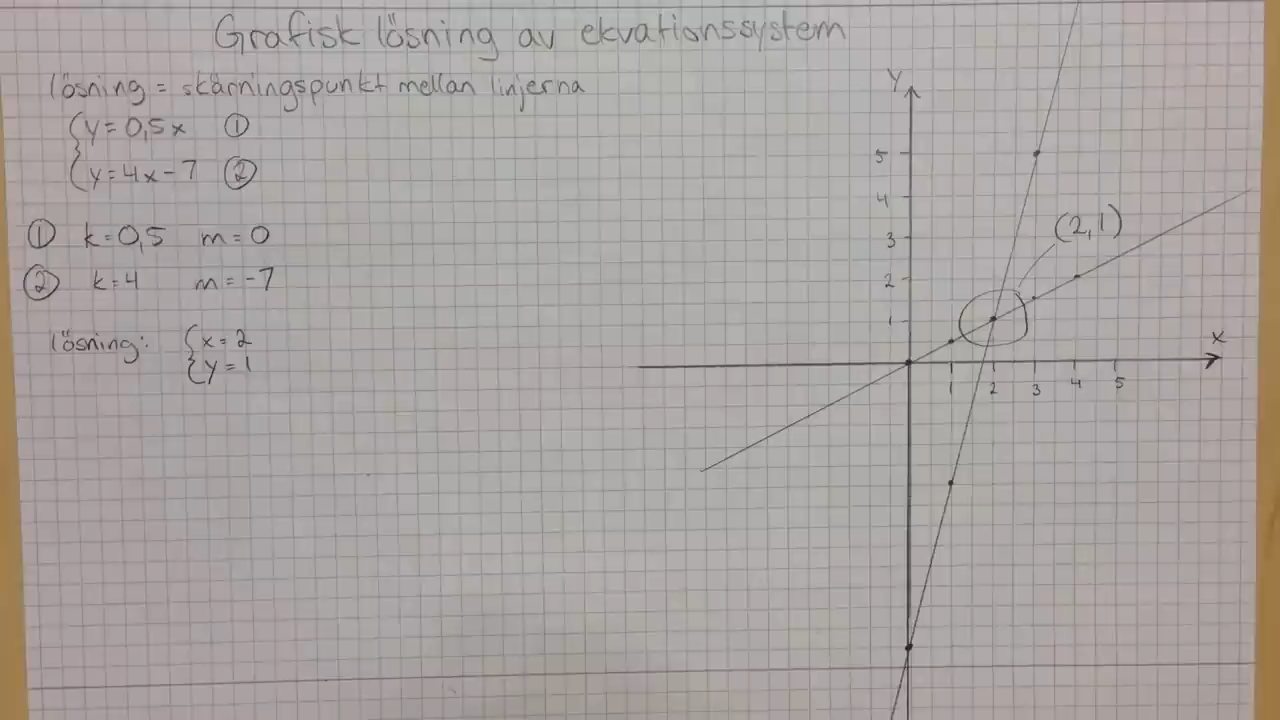 Grafisk lösning av ekvationssystem
lösning = skärningspunkt mellan linjerna
{y = 0,5x ①
{y = 4x - 7 ②
① k = 0,5 m = 0
② k = 4 m = -7
lösning: {x = 2
{y = 1
Y
5
4
3
2
1
(2,1)
X
1 2 3 4 5